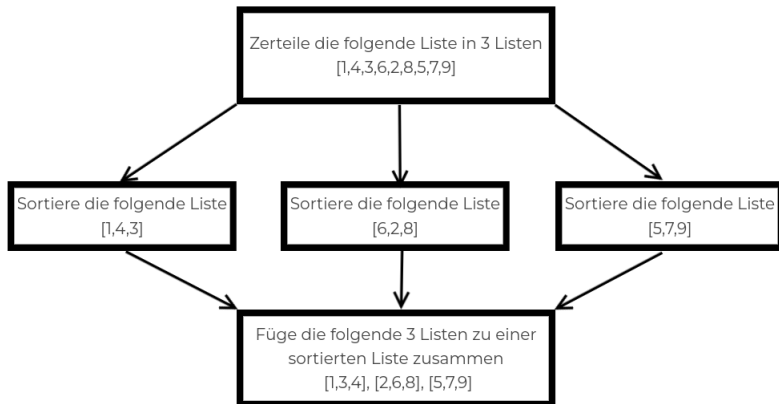 Zerteile die folgende Liste in 3 Listen
[1,4,3,6,2,8,5,7,9]
Sortiere die folgende Liste
[1,4,3]
Sortiere die folgende Liste
[6,2,8]
Sortiere die folgende Liste
[5,7,9]
Füge die folgende 3 Listen zu einer
sortierten Liste zusammen
[1,3,4], [2,6,8], [5,7,9]